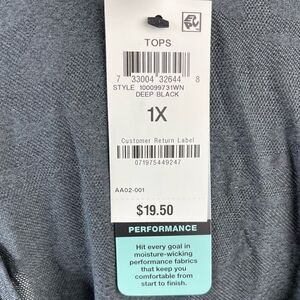 TOPS
7 33004 32644 8
STYLE 100099731WN
DEEP BLACK
1X
Customer Return Label
071975449247
AA02-001
$19.50
PERFORMANCE
Hit every goal in
moisture-wicking
performance fabrics
that keep you
comfortable from
start to finish.